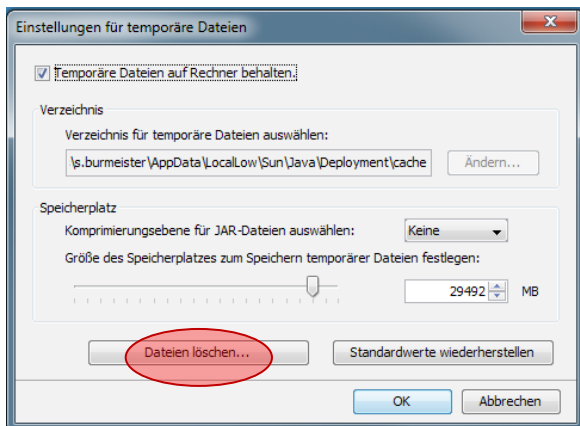 Einstellungen für temporäre Dateien
Temporäre Dateien auf Rechner behalten.
Verzeichnis
Verzeichnis für temporäre Dateien auswählen:
\s.burmeister\AppData\LocalLow\Sun\Java\Deployment\cache
Ändern...
Speicherplatz
Komprimierungsebene für JAR-Dateien auswählen:
Keine
Größe des Speicherplatzes zum Speichern temporärer Dateien festlegen:
29492
MB
Dateien löschen...
Standardwerte wiederherstellen
OK
Abbrechen